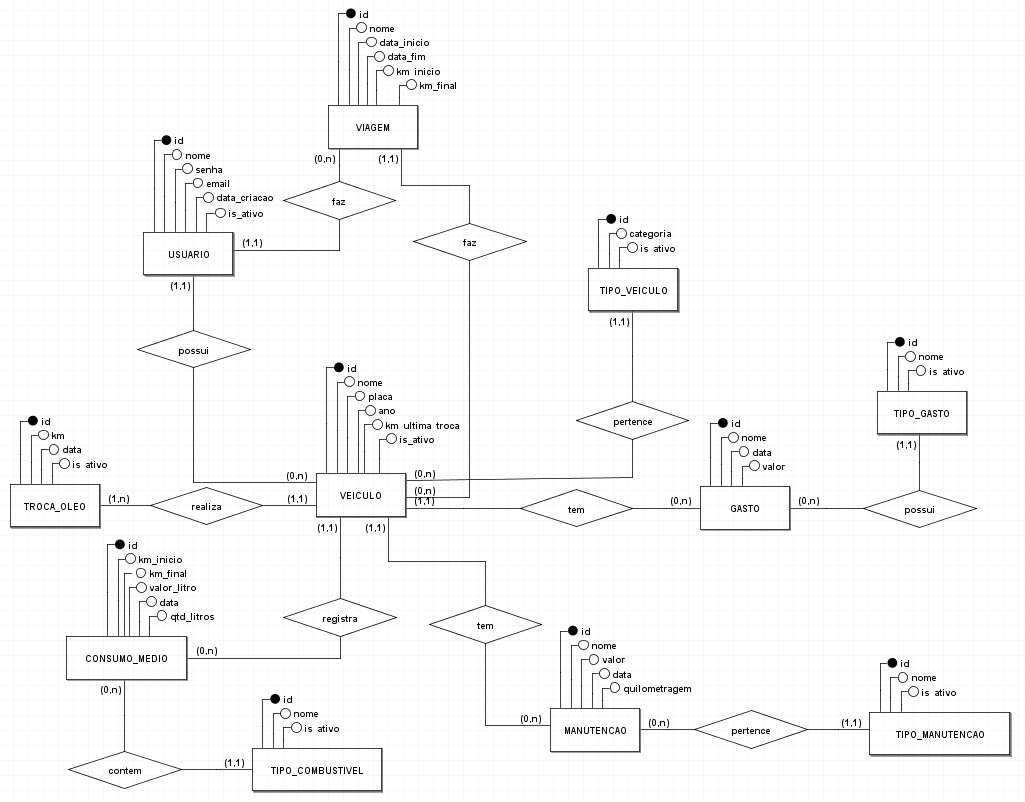 id
nome
data_inicio
data_fim
km_inicio
km_final
VIAGEM
(0,n)
(1,1)
faz
faz
id
nome
senha
email
data_criacao
is_ativo
USUARIO
(1,1)
(1,1)
possui
id
categoria
is_ativo
TIPO_VEICULO
(1,1)
pertence
id
nome
placa
ano
km_ultima_troca
is_ativo
VEICULO
(0,n)
(0,n)
(0,n)
(1,1)
(1,1)
(1,1)
(1,1)
id
km
data
is_ativo
TROCA_OLEO
(1,n)
realiza
tem
id
nome
data
valor
GASTO
(0,n)
(0,n)
id
nome
is_ativo
TIPO_GASTO
(1,1)
possui
id
km_inicio
km_final
valor_litro
data
qtd_litros
CONSUMO_MEDIO
(0,n)
(0,n)
registra
tem
contem
id
nome
is_ativo
TIPO_COMBUSTIVEL
(1,1)
id
nome
valor
data
quilometragem
MANUTENCAO
(0,n)
(0,n)
pertence
id
nome
is_ativo
TIPO_MANUTENCAO
(1,1)